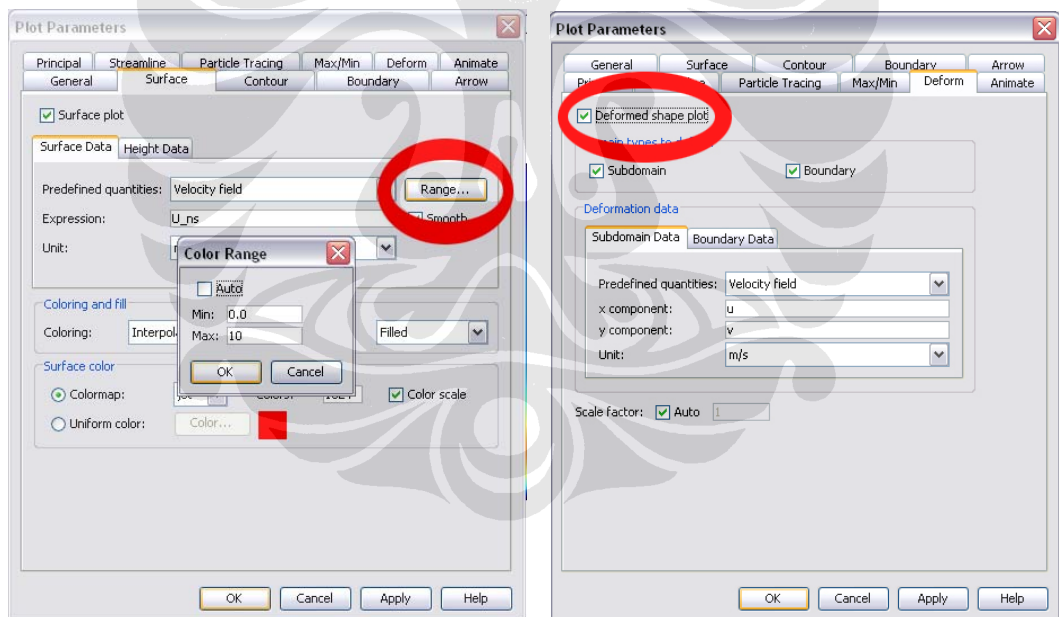 Plot Parameters
Principal Streamline Particle Tracing Max/Min Deform Animate
General Surface Contour Boundary Arrow
Surface plot
Surface Data Height Data
Predefined quantities: Velocity field Range...
Expression: U_ns Smooth
Unit:
Color Range
Auto
Min: 0.0
Max: 10
OK Cancel
Coloring and fill
Coloring: Filled
Surface color
Colormap: Color scale
Uniform color: Color...
OK Cancel Apply Help
Plot Parameters
General Surface Contour Boundary Arrow
Particle Tracing Max/Min Deform Animate
Deformed shape plot
Subdomain Boundary
Deformation data
Subdomain Data Boundary Data
Predefined quantities: Velocity field
x component: u
y component: v
Unit: m/s
Scale factor: Auto 1
OK Cancel Apply Help